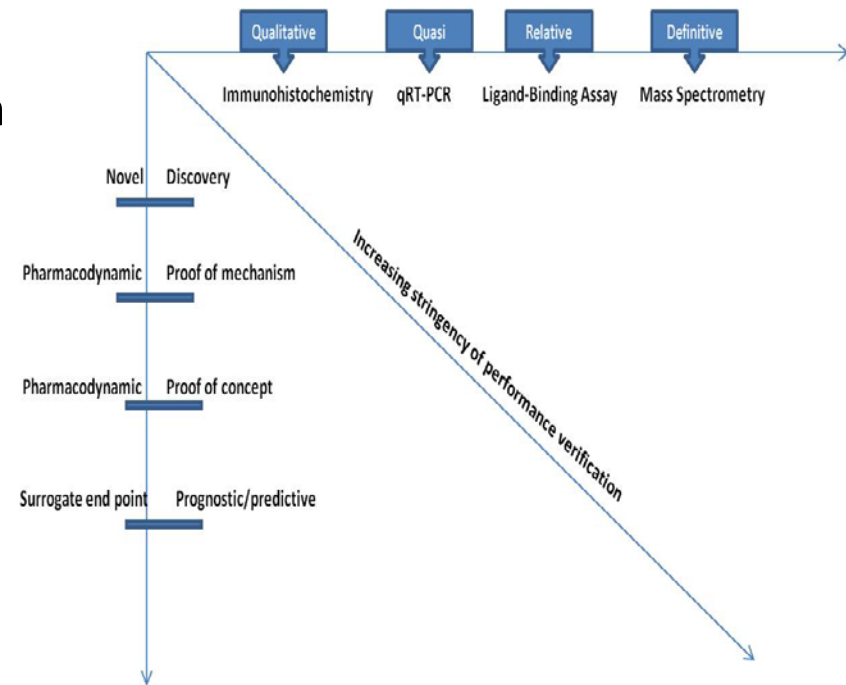 Qualitative Quasi Relative Definitive
Immunohistochemistry qRT-PCR Ligand-Binding Assay Mass Spectrometry
Novel Discovery
Pharmacodynamic Proof of mechanism
Pharmacodynamic Proof of concept
Surrogate end point Prognostic/predictive
Increasing stringency of performance verification